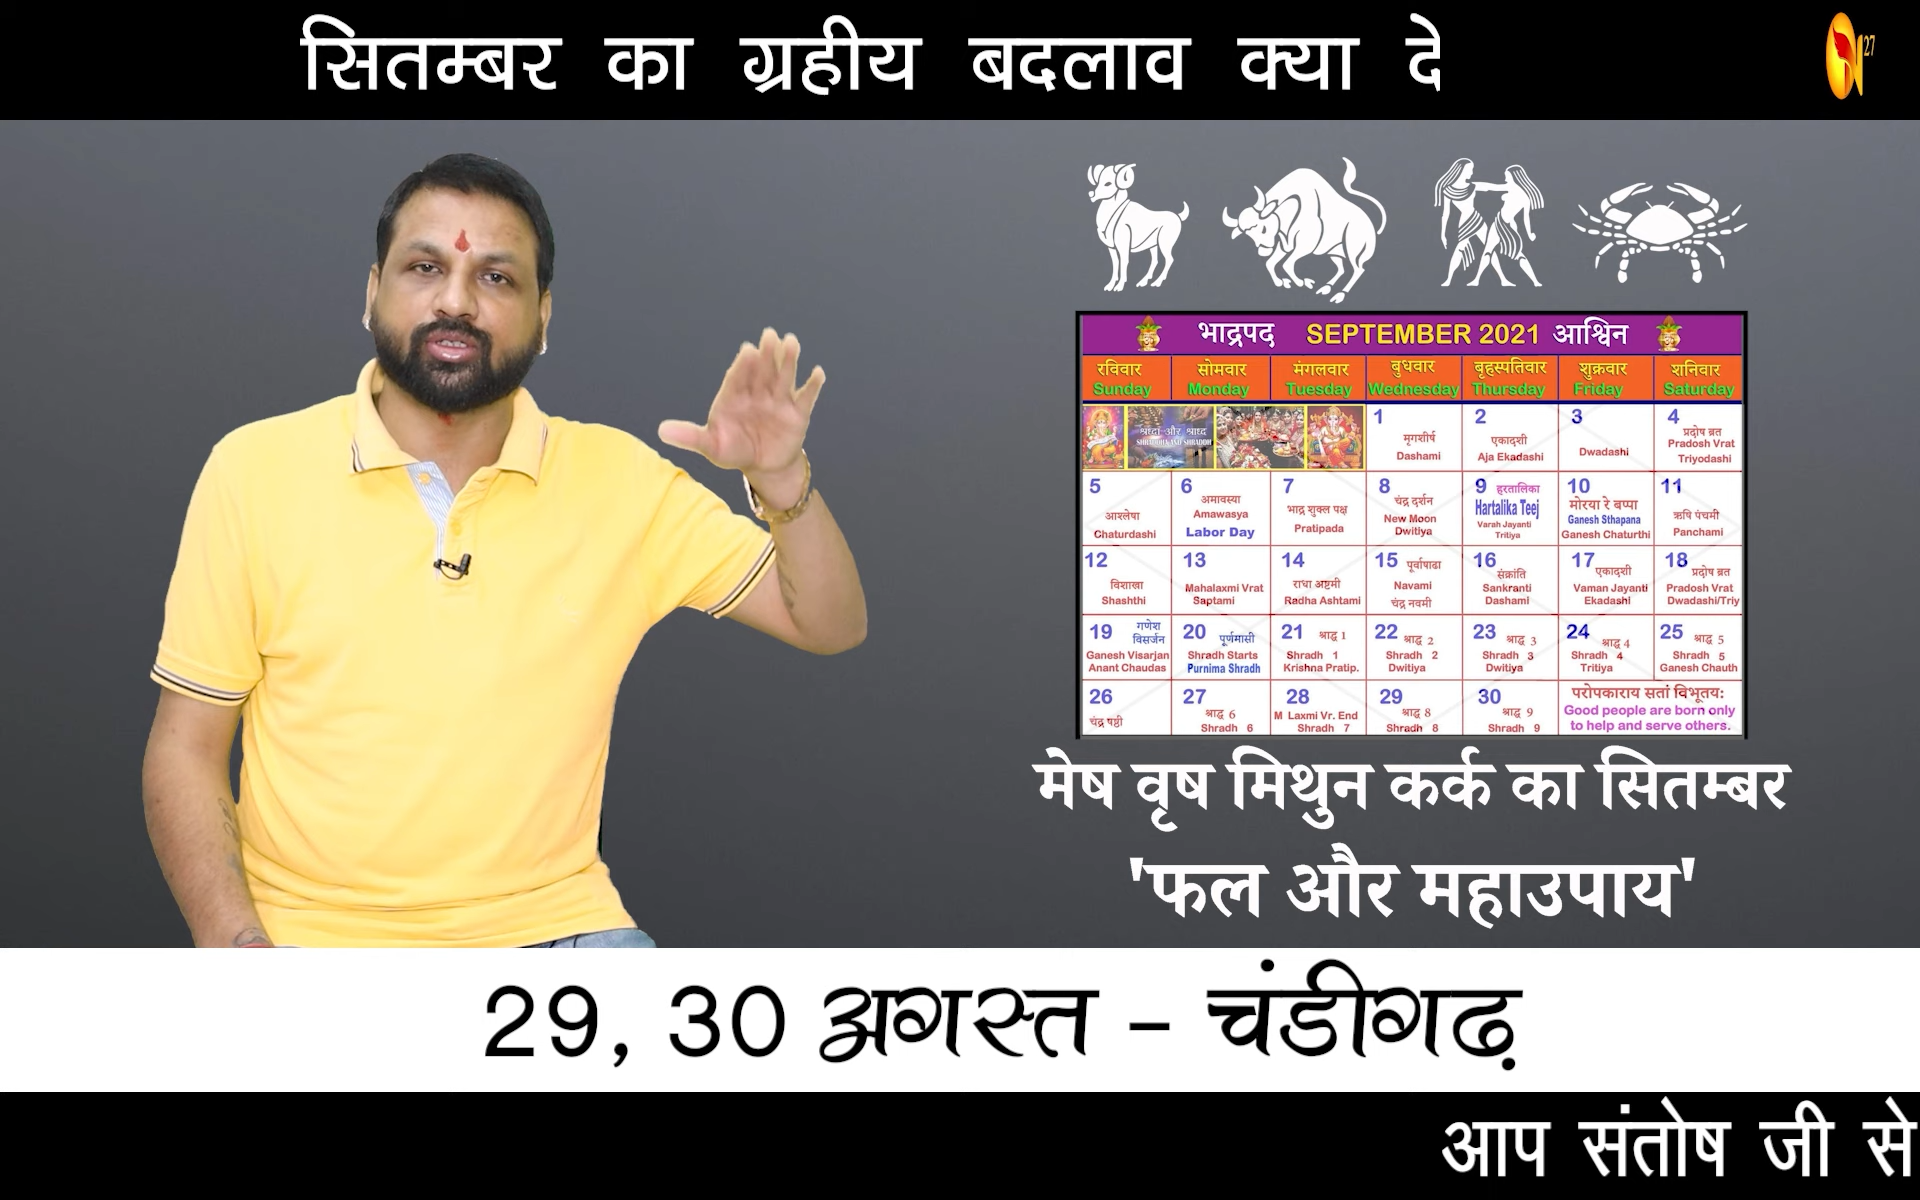 सितम्बर का ग्रहीय बदलाव क्या दे
27
भाद्रपद SEPTEMBER 2021 आश्विन
रविवार सोमवार मंगलवार बुधवार बृहस्पतिवार शुक्रवार शनिवार
Sunday Monday Tuesday Wednesday Thursday Friday Saturday
श्रध्दा और श्राध्द
SHRADDHA AND SHRADDH
1 मृगशीर्ष Dashami
2 एकादशी Aja Ekadashi
3 Dwadashi
4 प्रदोष व्रत Pradosh Vrat Triyodashi
5 आश्लेषा Chaturdashi
6 अमावस्या Amawasya Labor Day
7 भाद्र शुक्ल पक्ष Pratipada
8 चंद्र दर्शन New Moon Dwitiya
9 हरतालिका Hartalika Teej Varah Jayanti Tritiya
10 मोरया रे बप्पा Ganesh Sthapana Ganesh Chaturthi
11 ऋषि पंचमी Panchami
12 विशाखा Shashthi
13 Mahalaxmi Vrat Saptami
14 राधा अष्टमी Radha Ashtami
15 पूर्वाषाढा Navami चंद्र नवमी
16 संक्रांति Sankranti Dashami
17 एकादशी Vaman Jayanti Ekadashi
18 प्रदोष व्रत Pradosh Vrat Dwadashi/Triy
19 गणेश विसर्जन Ganesh Visarjan Anant Chaudas
20 पूर्णमासी Shradh Starts Purnima Shradh
21 श्राद्ध 1 Shradh 1 Krishna Pratip.
22 श्राद्ध 2 Shradh 2 Dwitiya
23 श्राद्ध 3 Shradh 3 Dwitiya
24 श्राद्ध 4 Shradh 4 Tritiya
25 श्राद्ध 5 Shradh 5 Ganesh Chauth
26 चंद्र षष्ठी
27 श्राद्ध 6 Shradh 6
28 M Laxmi Vr. End Shradh 7
29 श्राद्ध 8 Shradh 8
30 श्राद्ध 9 Shradh 9
परोपकाराय सतां विभूतय:
Good people are born only
to help and serve others.
मेष वृष मिथुन कर्क का सितम्बर
'फल और महाउपाय'
29, 30 अगस्त - चंडीगढ़
आप संतोष जी से